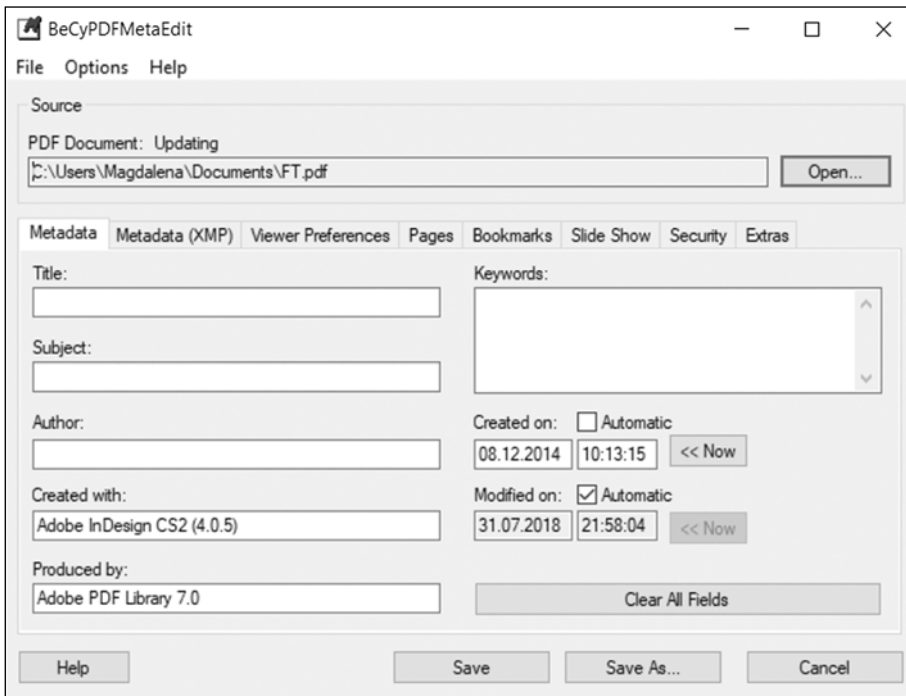 BeCyPDFMetaEdit
File Options Help
Source
PDF Document: Updating
C:\Users\Magdalena\Documents\FT.pdf
Open...
Metadata Metadata (XMP) Viewer Preferences Pages Bookmarks Slide Show Security Extras
Title:
Subject:
Author:
Created with:
Adobe InDesign CS2 (4.0.5)
Produced by:
Adobe PDF Library 7.0
Keywords:
Created on: Automatic
08.12.2014 10:13:15 << Now
Modified on: Automatic
31.07.2018 21:58:04 << Now
Clear All Fields
Help Save Save As... Cancel